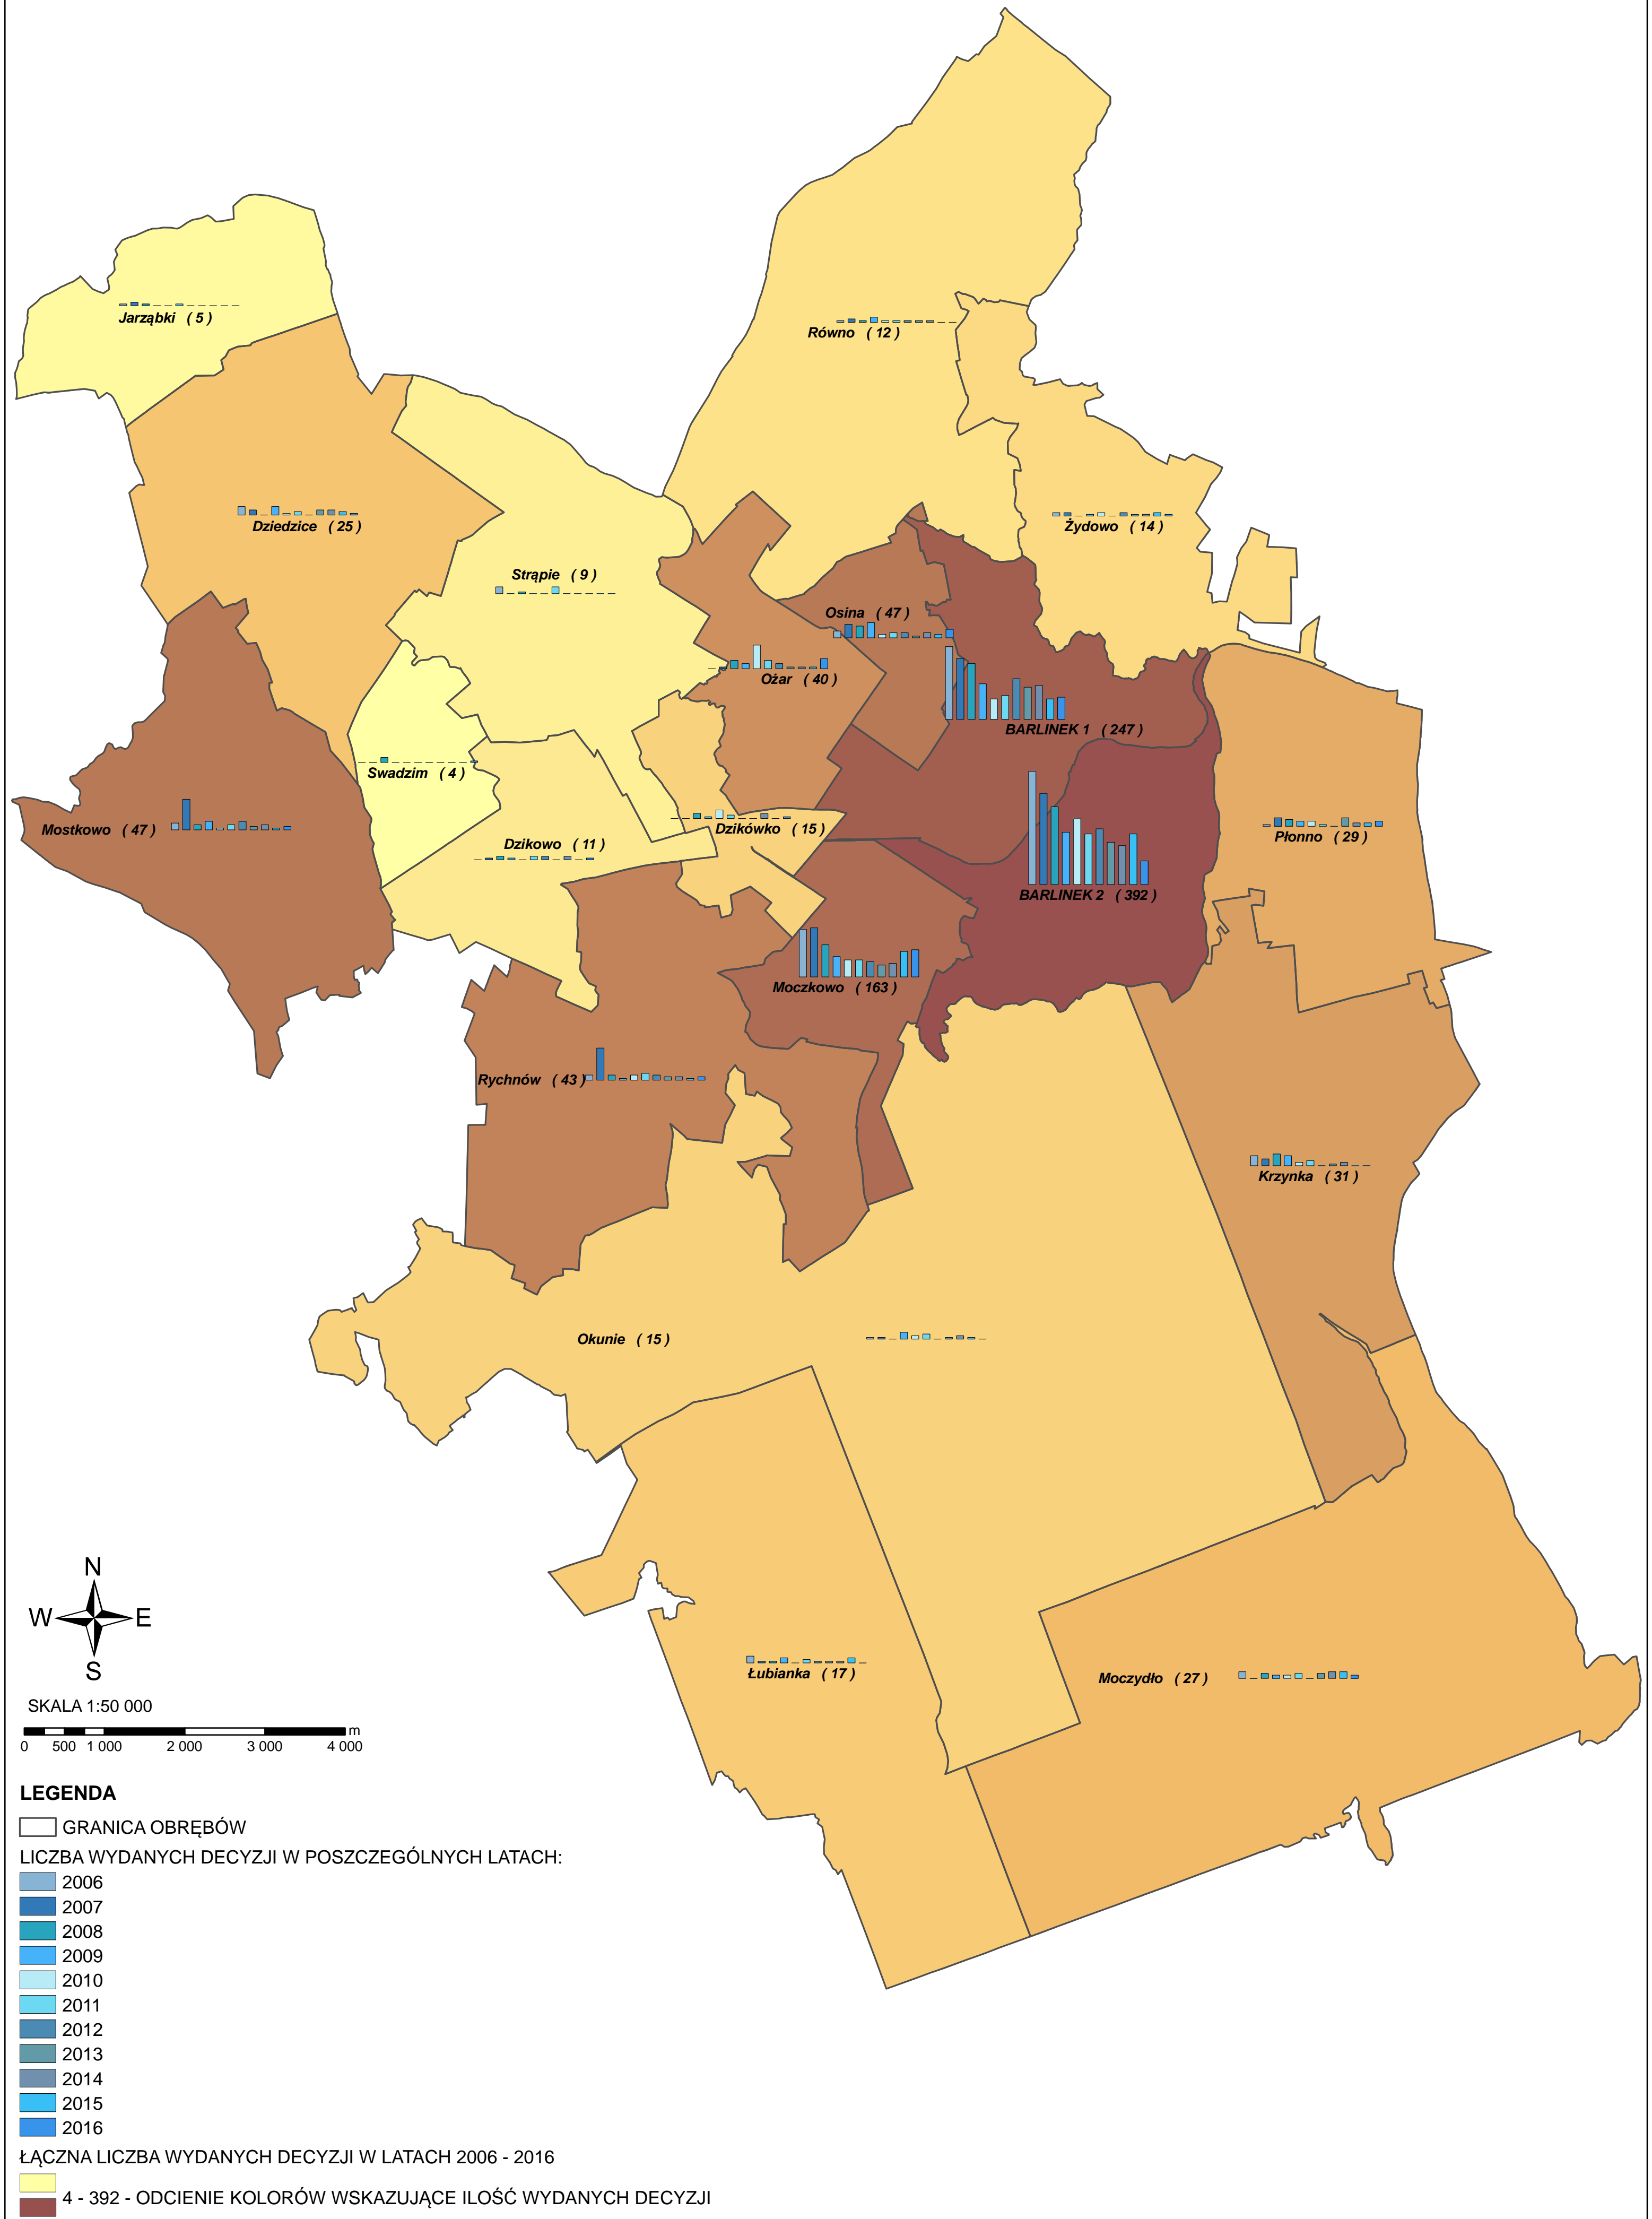 Jarząbki ( 5 )
Równo ( 12 )
Dziedzice ( 25 )
Żydowo ( 14 )
Strąpie ( 9 )
Osina ( 47 )
Ożar ( 40 )
BARLINEK 1 ( 247 )
Swadzim ( 4 )
Mostkowo ( 47 )
Dzikówko ( 15 )
Płonno ( 29 )
Dzikowo ( 11 )
BARLINEK 2 ( 392 )
Moczkowo ( 163 )
Rychnów ( 43 )
Krzynka ( 31 )
Okunie ( 15 )
Łubianka ( 17 )
Moczydło ( 27 )
N
W E
S
SKALA 1:50 000
m
0 500 1 000 2 000 3 000 4 000
LEGENDA
GRANICA OBRĘBÓW
LICZBA WYDANYCH DECYZJI W POSZCZEGÓLNYCH LATACH:
2006
2007
2008
2009
2010
2011
2012
2013
2014
2015
2016
ŁĄCZNA LICZBA WYDANYCH DECYZJI W LATACH 2006 - 2016
4 - 392 - ODCIENIE KOLORÓW WSKAZUJĄCE ILOŚĆ WYDANYCH DECYZJI